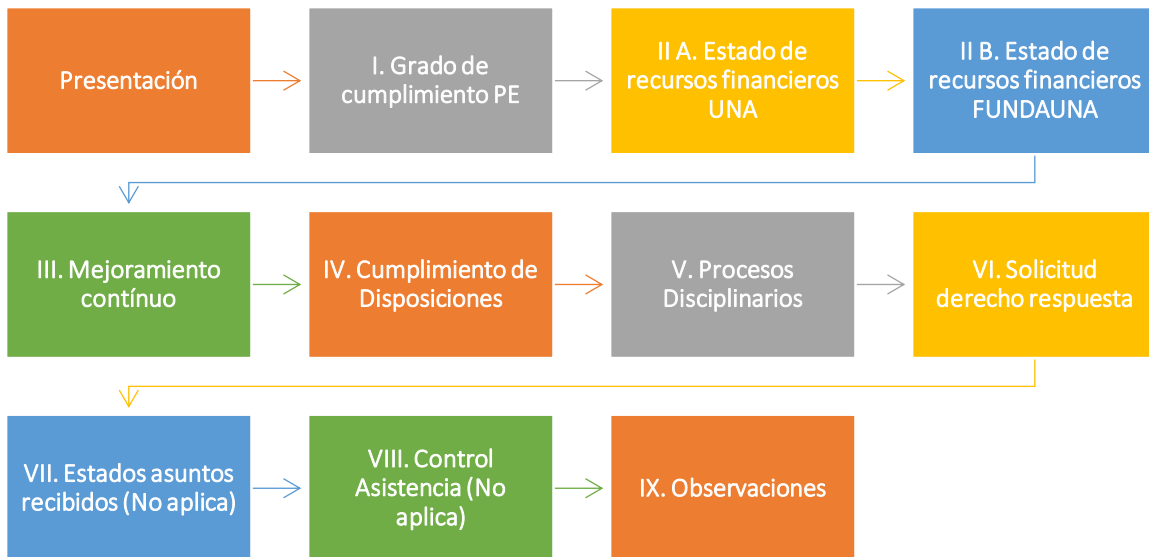 Presentación
I. Grado de
cumplimiento PE
II A. Estado de
recursos financieros
UNA
II B. Estado de
recursos financieros
FUNDAUNA
III. Mejoramiento
contínuo
IV. Cumplimiento de
Disposiciones
V. Procesos
Disciplinarios
VI. Solicitud
derecho respuesta
VII. Estados asuntos
recibidos (No aplica)
VIII. Control
Asistencia (No
aplica)
IX. Observaciones